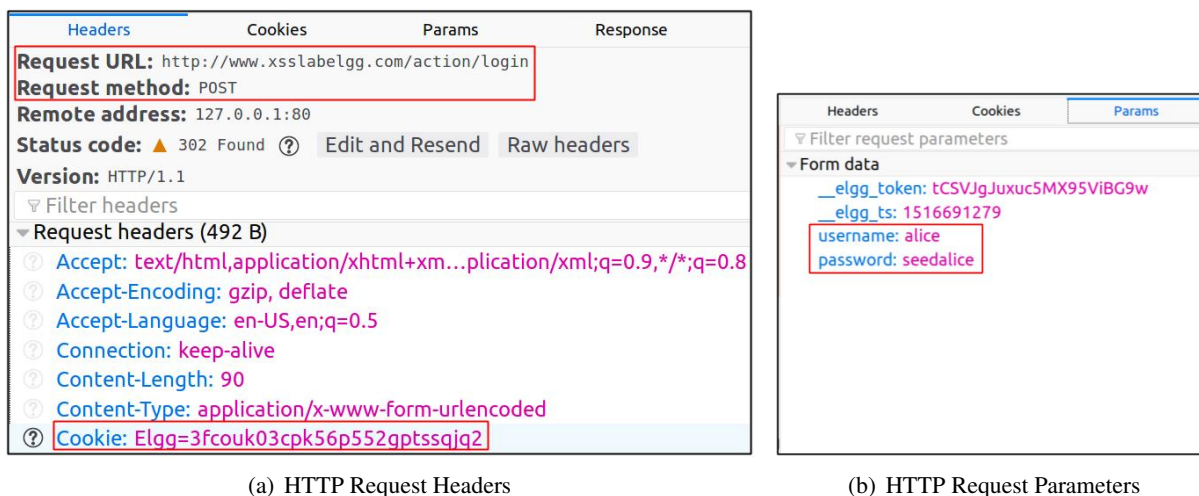 Headers Cookies Params Response
Request URL: http://www.xsslabelgg.com/action/login
Request method: POST
Remote address: 127.0.0.1:80
Status code: 302 Found ? Edit and Resend Raw headers
Version: HTTP/1.1
Filter headers
Request headers (492 B)
? Accept: text/html,application/xhtml+xm…plication/xml;q=0.9,*/*;q=0.8
? Accept-Encoding: gzip, deflate
? Accept-Language: en-US,en;q=0.5
? Connection: keep-alive
? Content-Length: 90
? Content-Type: application/x-www-form-urlencoded
? Cookie: Elgg=3fcouk03cpk56p552gptssqjq2
(a) HTTP Request Headers
Headers Cookies Params
Filter request parameters
Form data
__elgg_token: tCSVJgJuxuc5MX95ViBG9w
__elgg_ts: 1516691279
username: alice
password: seedalice
(b) HTTP Request Parameters